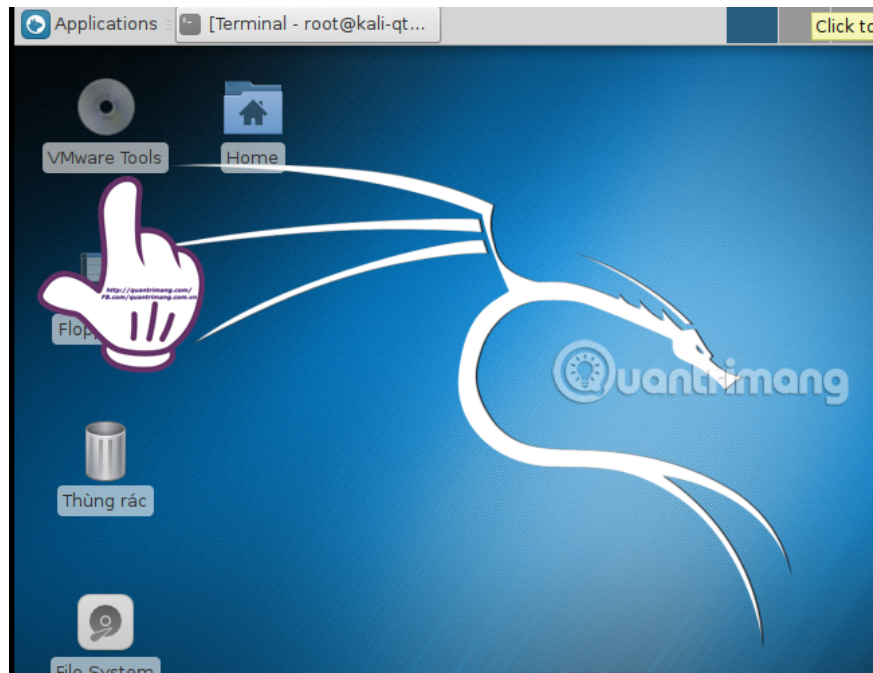 Applications
[Terminal - root@kali-qt...
Click to
VMware Tools
Home
http://quantrimang.com/
FB.com/quantrimang.com.vn
Flop
Quantrimang
Thùng rác
File System